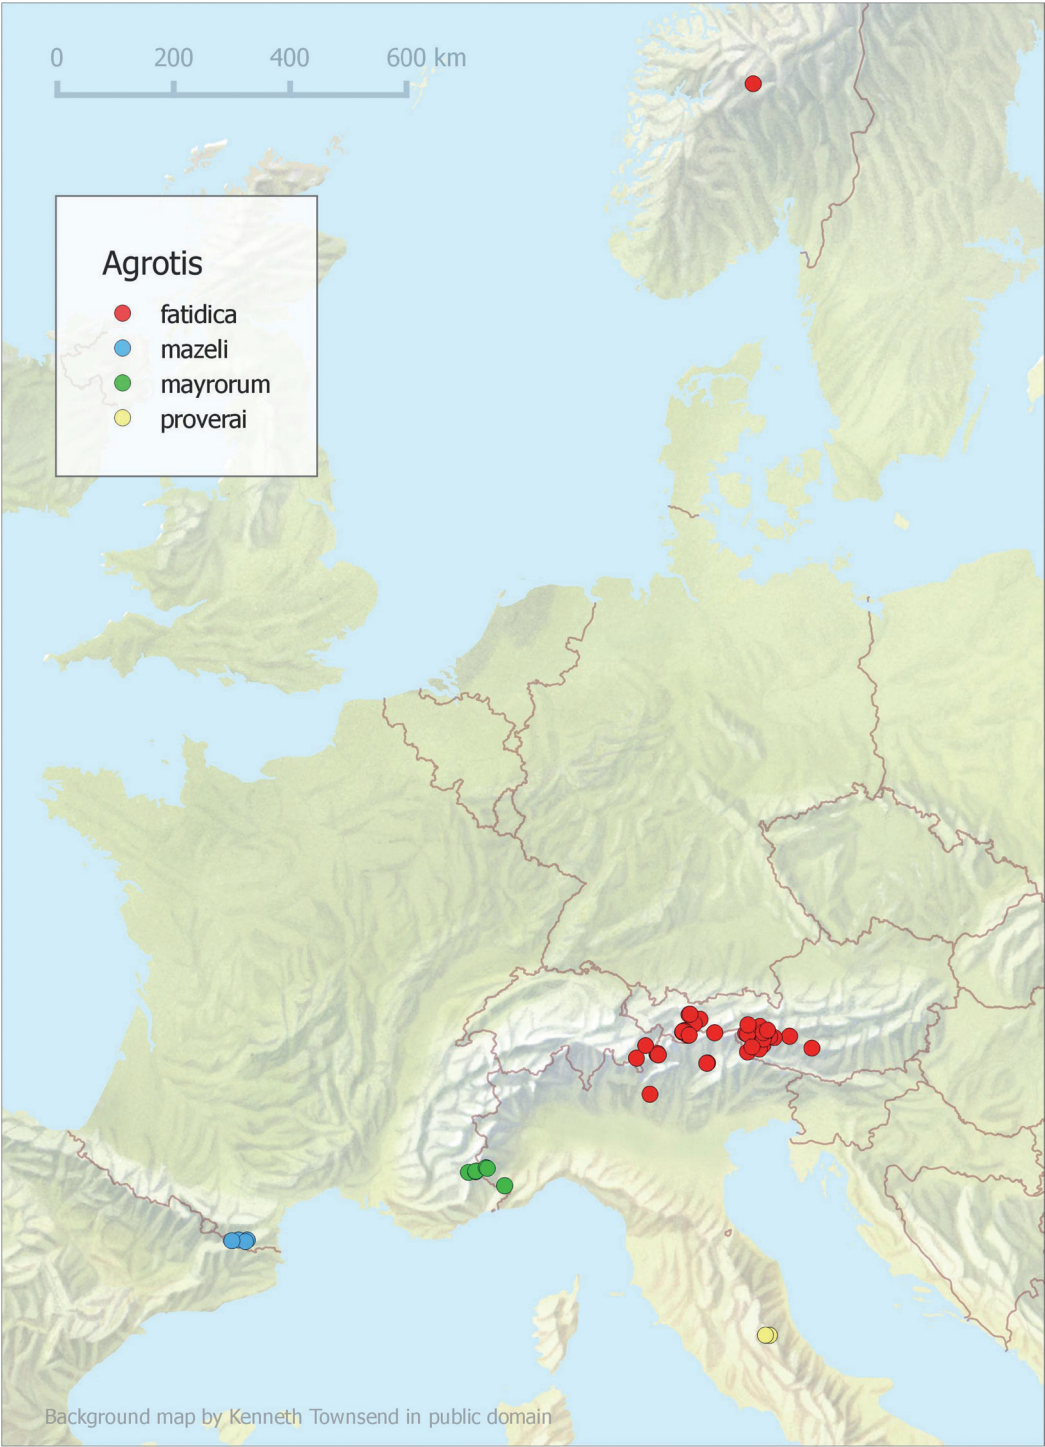 0 200 400 600 km
Agrotis
fatidica
mazeli
mayrorum
proverai
Background map by Kenneth Townsend in public domain